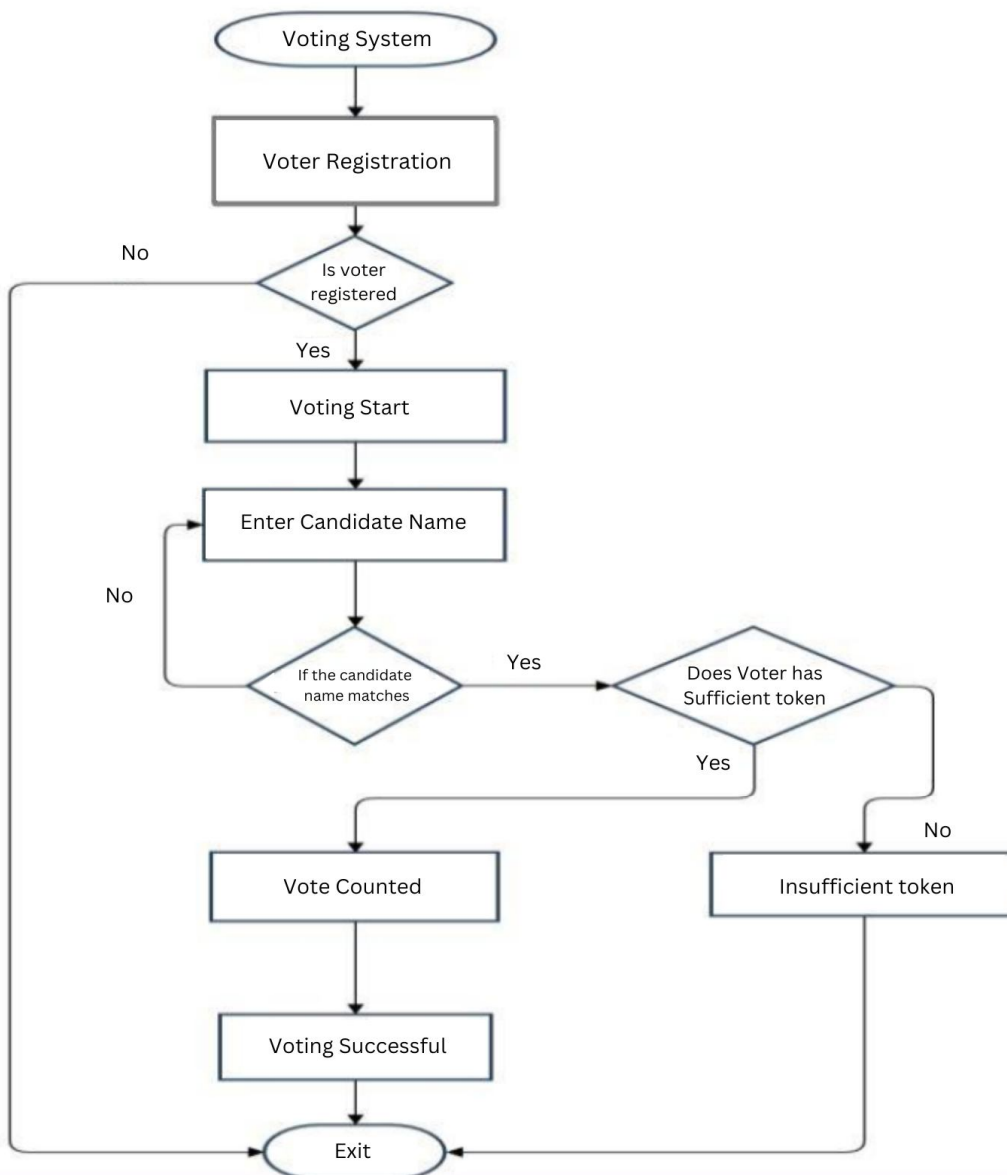 Voting System
Voter Registration
No
Is voter
registered
Yes
Voting Start
Enter Candidate Name
No
If the candidate
name matches
Yes
Does Voter has
Sufficient token
Yes
No
Vote Counted
Insufficient token
Voting Successful
Exit